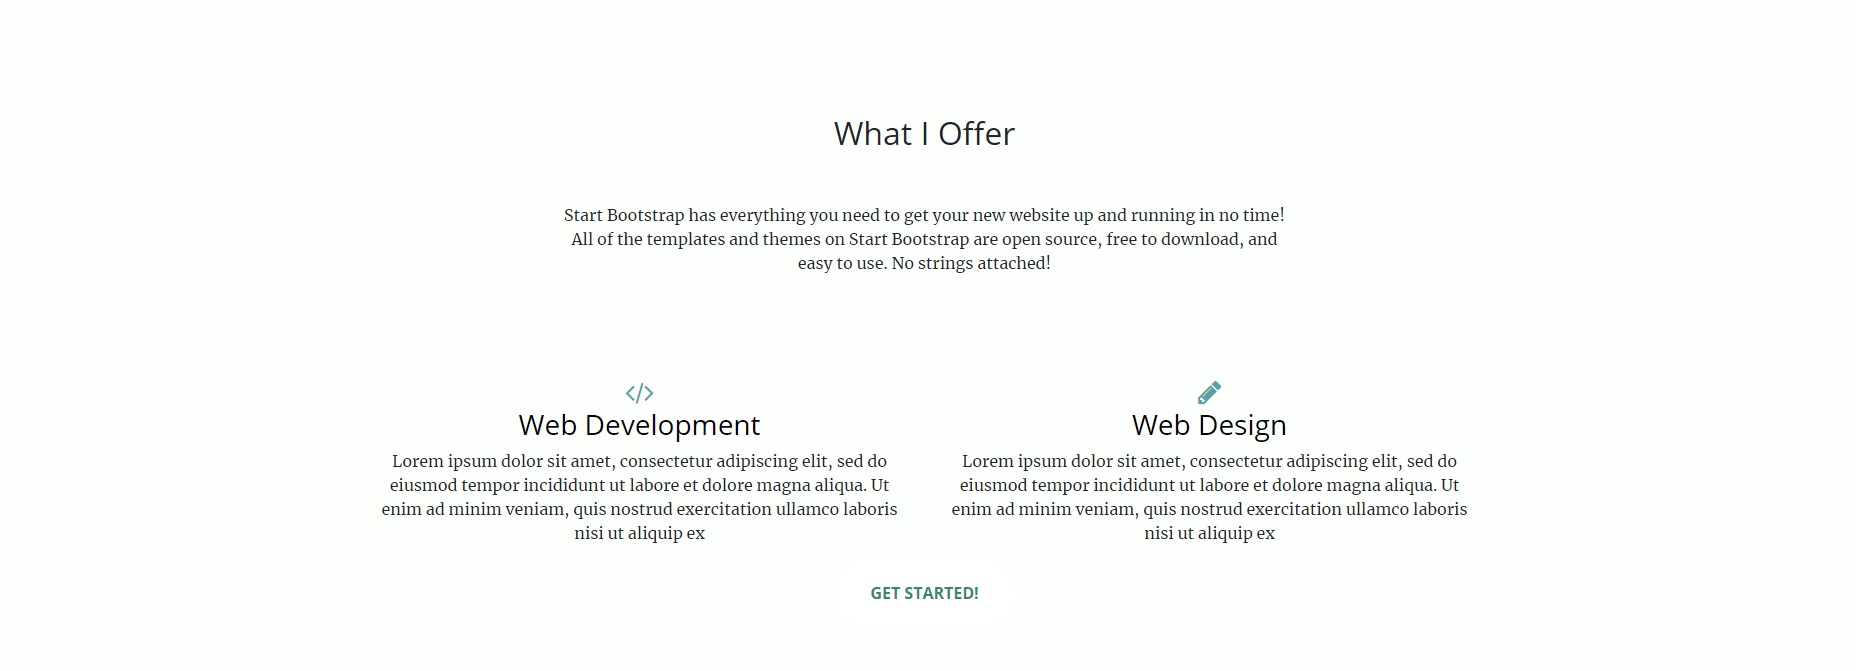 What I Offer
Start Bootstrap has everything you need to get your new website up and running in no time!
All of the templates and themes on Start Bootstrap are open source, free to download, and
easy to use. No strings attached!
Web Development
Lorem ipsum dolor sit amet, consectetur adipiscing elit, sed do
eiusmod tempor incididunt ut labore et dolore magna aliqua. Ut
enim ad minim veniam, quis nostrud exercitation ullamco laboris
nisi ut aliquip ex
Web Design
Lorem ipsum dolor sit amet, consectetur adipiscing elit, sed do
eiusmod tempor incididunt ut labore et dolore magna aliqua. Ut
enim ad minim veniam, quis nostrud exercitation ullamco laboris
nisi ut aliquip ex
GET STARTED!